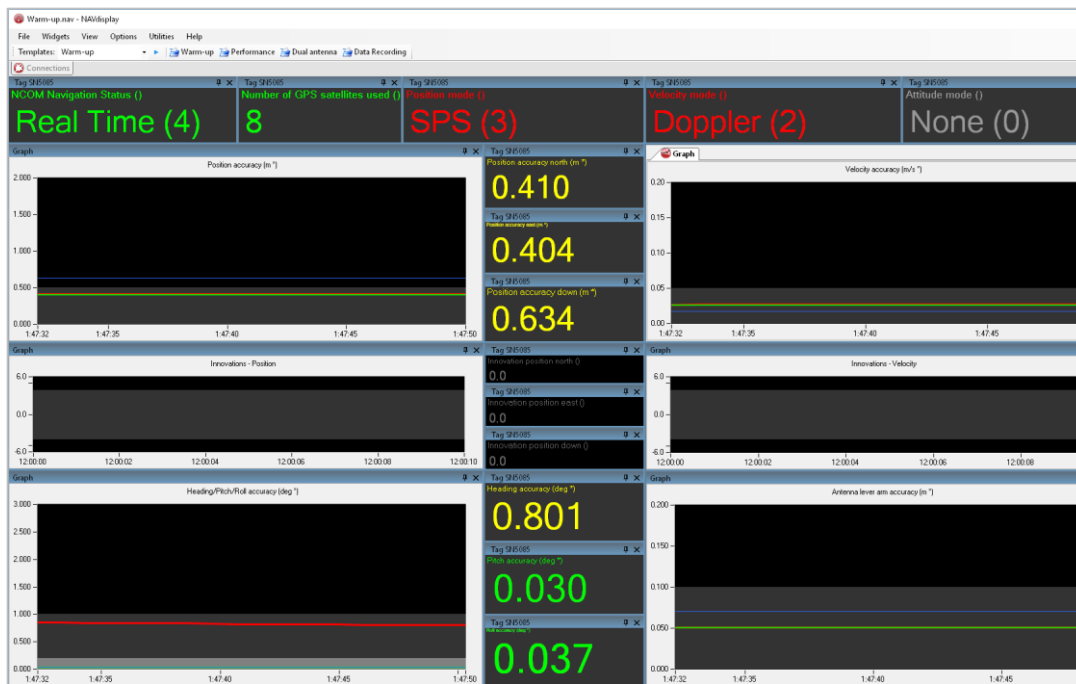 Warm-up.nav - NAVdisplay
File Widgets View Options Utilities Help
Templates: Warm-up Warm-up Performance Dual antenna Data Recording
Connections
Tag SN5085 Tag SN5085 Tag SN5085 Tag SN5085 Tag SN5085
NCOM Navigation Status () Number of GPS satellites used () Position mode () Velocity mode () Attitude mode ()
Real Time (4) 8 SPS (3) Doppler (2) None (0)
Graph
Position accuracy (m *)
2.000
1.500
1.000
0.500
0.000
1:47:32 1:47:35 1:47:40 1:47:45 1:47:50
Tag SN5085
Position accuracy north (m *)
0.410
Tag SN5085
Position accuracy east (m *)
0.404
Tag SN5085
Position accuracy down (m *)
0.634
Graph
Velocity accuracy (m/s *)
0.20
0.15
0.10
0.05
0.00
1:47:32 1:47:35 1:47:40 1:47:45
Graph
Innovations - Position
6.0
0.0
-6.0
12:00:00 12:00:02 12:00:04 12:00:06 12:00:08 12:00:10
Tag SN5085
Innovation position north ()
0.0
Tag SN5085
Innovation position east ()
0.0
Tag SN5085
Innovation position down ()
0.0
Graph
Innovations - Velocity
6.0
0.0
-6.0
12:00:00 12:00:02 12:00:04 12:00:06 12:00:08
Graph
Heading/Pitch/Roll accuracy (deg *)
3.000
2.000
1.000
0.000
1:47:32 1:47:35 1:47:40 1:47:45 1:47:50
Tag SN5085
Heading accuracy (deg *)
0.801
Tag SN5085
Pitch accuracy (deg *)
0.030
Tag SN5085
Roll accuracy (deg *)
0.037
Graph
Antenna lever arm accuracy (m *)
0.200
0.150
0.100
0.050
0.000
1:47:32 1:47:35 1:47:40 1:47:45